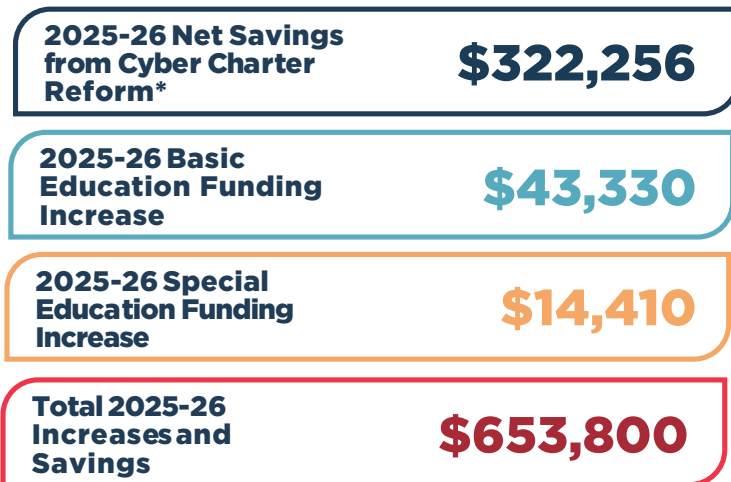 2025-26 Net Savings
from Cyber Charter
Reform*
$322,256
2025-26 Basic
Education Funding
Increase
$43,330
2025-26 Special
Education Funding
Increase
$14,410
Total 2025-26
Increases and
Savings
$653,800